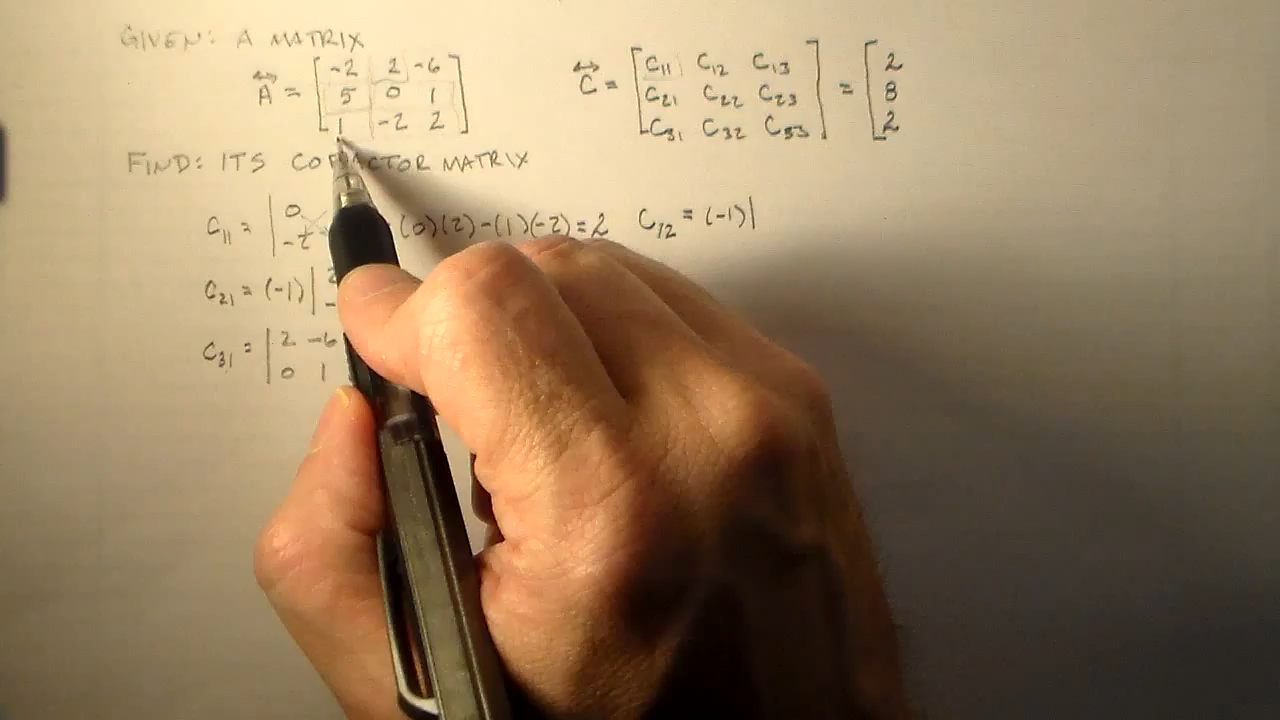 GIVEN: A MATRIX
A = [ -2 2 -6
5 0 1
1 -2 2 ]
C = [ C11 C12 C13
C21 C22 C23
C31 C32 C33 ] = [ 2
8
2
FIND: ITS COFACTOR MATRIX
C11 = | 0
-2 (0)(2)-(1)(-2)=2 C12 = (-1)|
C21 = (-1)| 2
-
C31 = | 2 -6
0 1